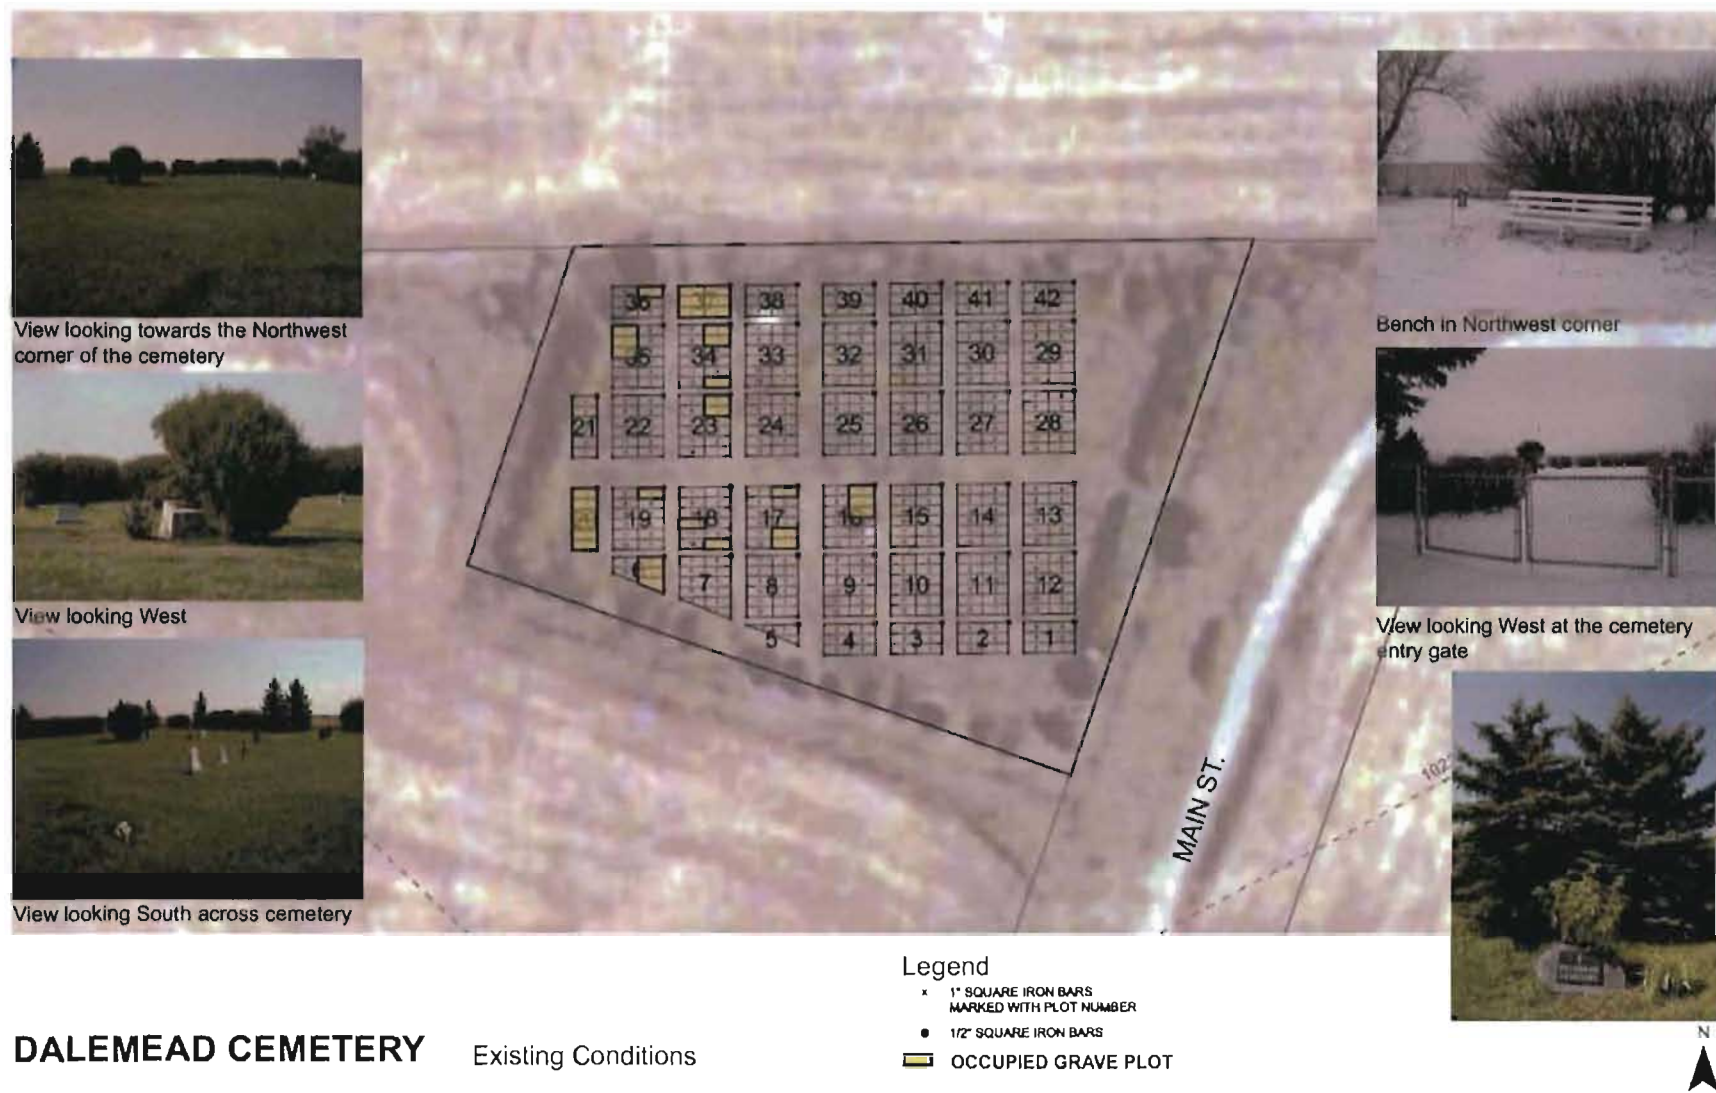 View looking towards the Northwest
corner of the cemetery
View looking West
View looking South across cemetery
Bench in Northwest corner
View looking West at the cemetery
entry gate
36 37 38 39 40 41 42
35 34 33 32 31 30 29
21 22 23 24 25 26 27 28
19 18 17 16 15 14 13
7 8 9 10 11 12
5 4 3 2 1
MAIN ST.
Legend
x 1" SQUARE IRON BARS
MARKED WITH PLOT NUMBER
1/2" SQUARE IRON BARS
OCCUPIED GRAVE PLOT
DALEMEAD CEMETERY
Existing Conditions
N